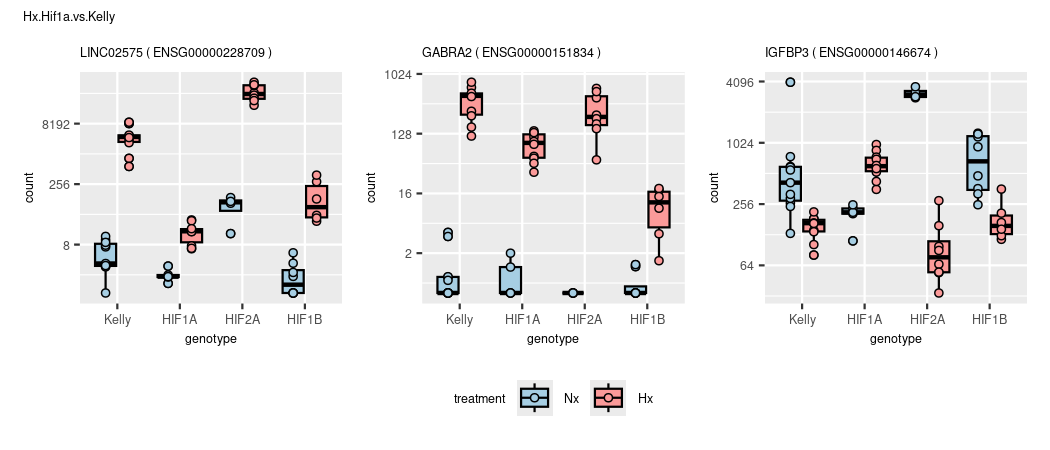 Hx.Hif1a.vs.Kelly
LINC02575 ( ENSG00000228709 )
GABRA2 ( ENSG00000151834 )
IGFBP3 ( ENSG00000146674 )
count
8192
256
8
Kelly HIF1A HIF2A HIF1B
genotype
count
1024
128
16
2
Kelly HIF1A HIF2A HIF1B
genotype
count
4096
1024
256
64
Kelly HIF1A HIF2A HIF1B
genotype
treatment Nx Hx